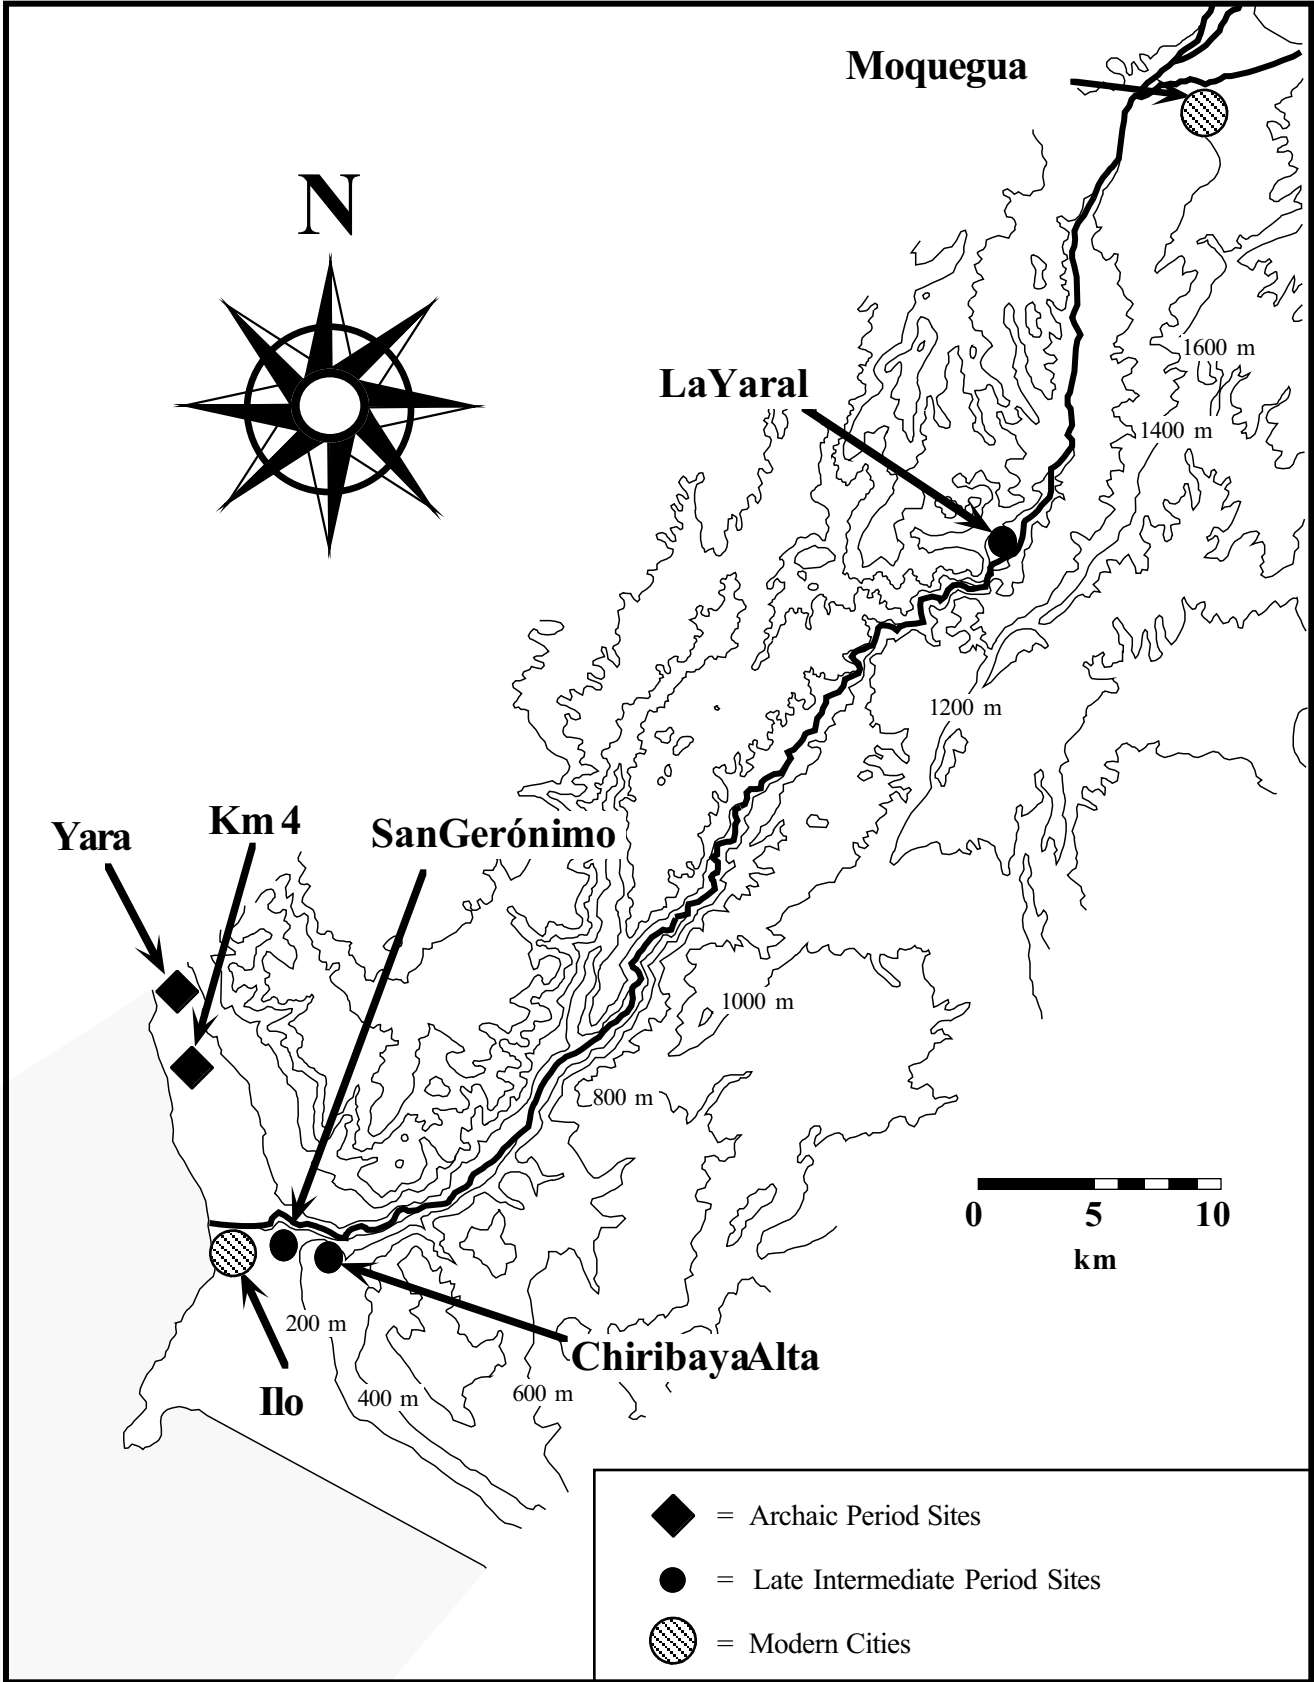 Moquegua
N
1600 m
LaYaral
1400 m
1200 m
Km 4
Yara
SanGerónimo
1000 m
800 m
0 5 10
km
200 m
ChiribayaAlta
400 m
600 m
Ilo
= Archaic Period Sites
= Late Intermediate Period Sites
= Modern Cities